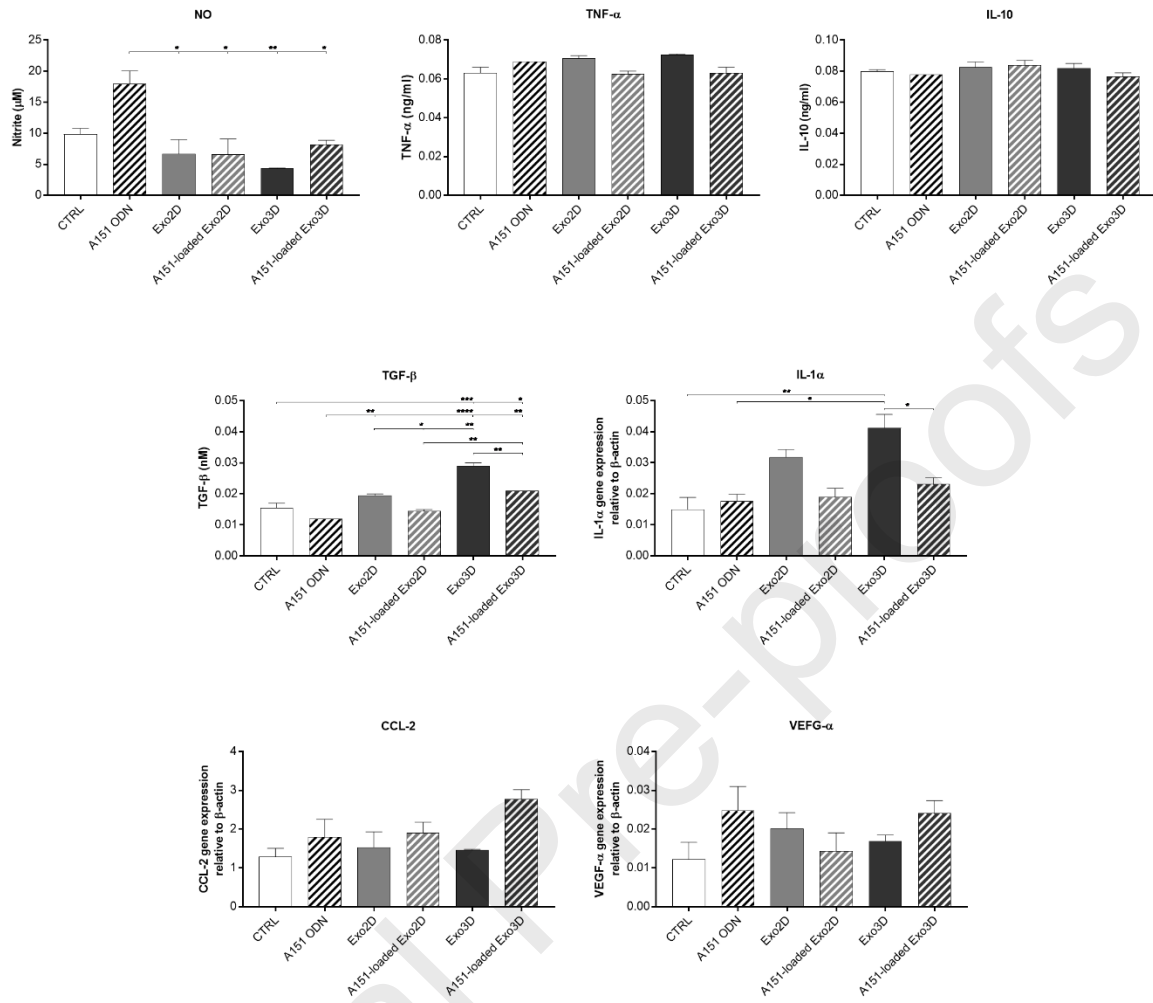 NO
TNF-α
IL-10
* * ** *
Nitrite (μM)
25
20
15
10
5
0
CTRL
A151 ODN
Exo2D
A151-loaded Exo2D
Exo3D
A151-loaded Exo3D
TNF-α (ng/ml)
0.08
0.06
0.04
0.02
0.00
CTRL
A151 ODN
Exo2D
A151-loaded Exo2D
Exo3D
A151-loaded Exo3D
IL-10 (ng/ml)
0.10
0.08
0.06
0.04
0.02
0.00
CTRL
A151 ODN
Exo2D
A151-loaded Exo2D
Exo3D
A151-loaded Exo3D
TGF-β
IL-1α
*** *
** **** **
* **
**
**
TGF-β (nM)
0.05
0.04
0.03
0.02
0.01
0.00
CTRL
A151 ODN
Exo2D
A151-loaded Exo2D
Exo3D
A151-loaded Exo3D
**
*
*
IL-1α gene expression
relative to β-actin
0.05
0.04
0.03
0.02
0.01
0.00
CTRL
A151 ODN
Exo2D
A151-loaded Exo2D
Exo3D
A151-loaded Exo3D
CCL-2
VEFG-α
CCL-2 gene expression
relative to β-actin
4
3
2
1
0
CTRL
A151 ODN
Exo2D
A151-loaded Exo2D
Exo3D
A151-loaded Exo3D
VEGF-α gene expression
relative to β-actin
0.04
0.03
0.02
0.01
0.00
CTRL
A151 ODN
Exo2D
A151-loaded Exo2D
Exo3D
A151-loaded Exo3D
Pre-proofs